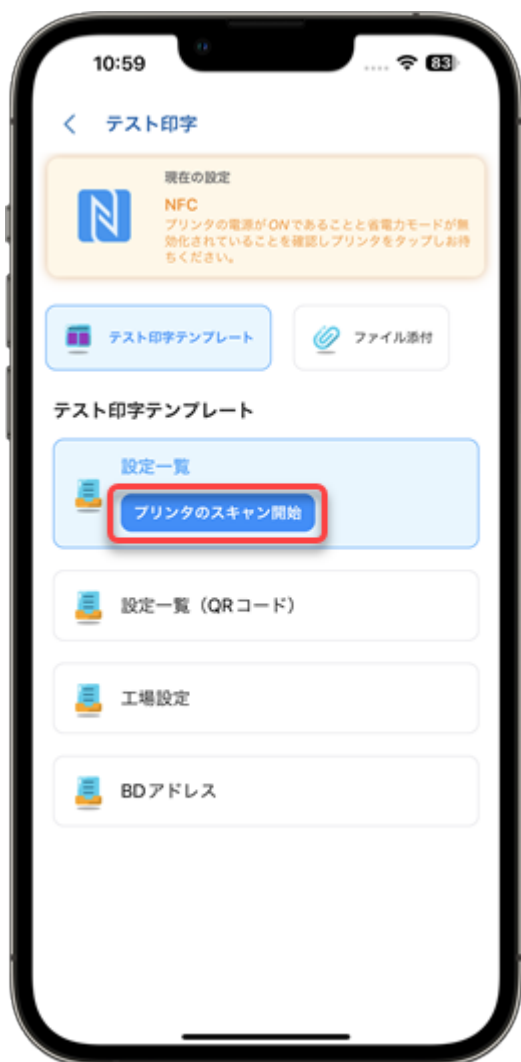 10:59
83
テスト印字
現在の設定
NFC
プリンタの電源がONであることと省電力モードが無
効化されていることを確認しプリンタをタップしお待
ちください。
テスト印字テンプレート
ファイル添付
テスト印字テンプレート
設定一覧
プリンタのスキャン開始
設定一覧（QRコード）
工場設定
BDアドレス